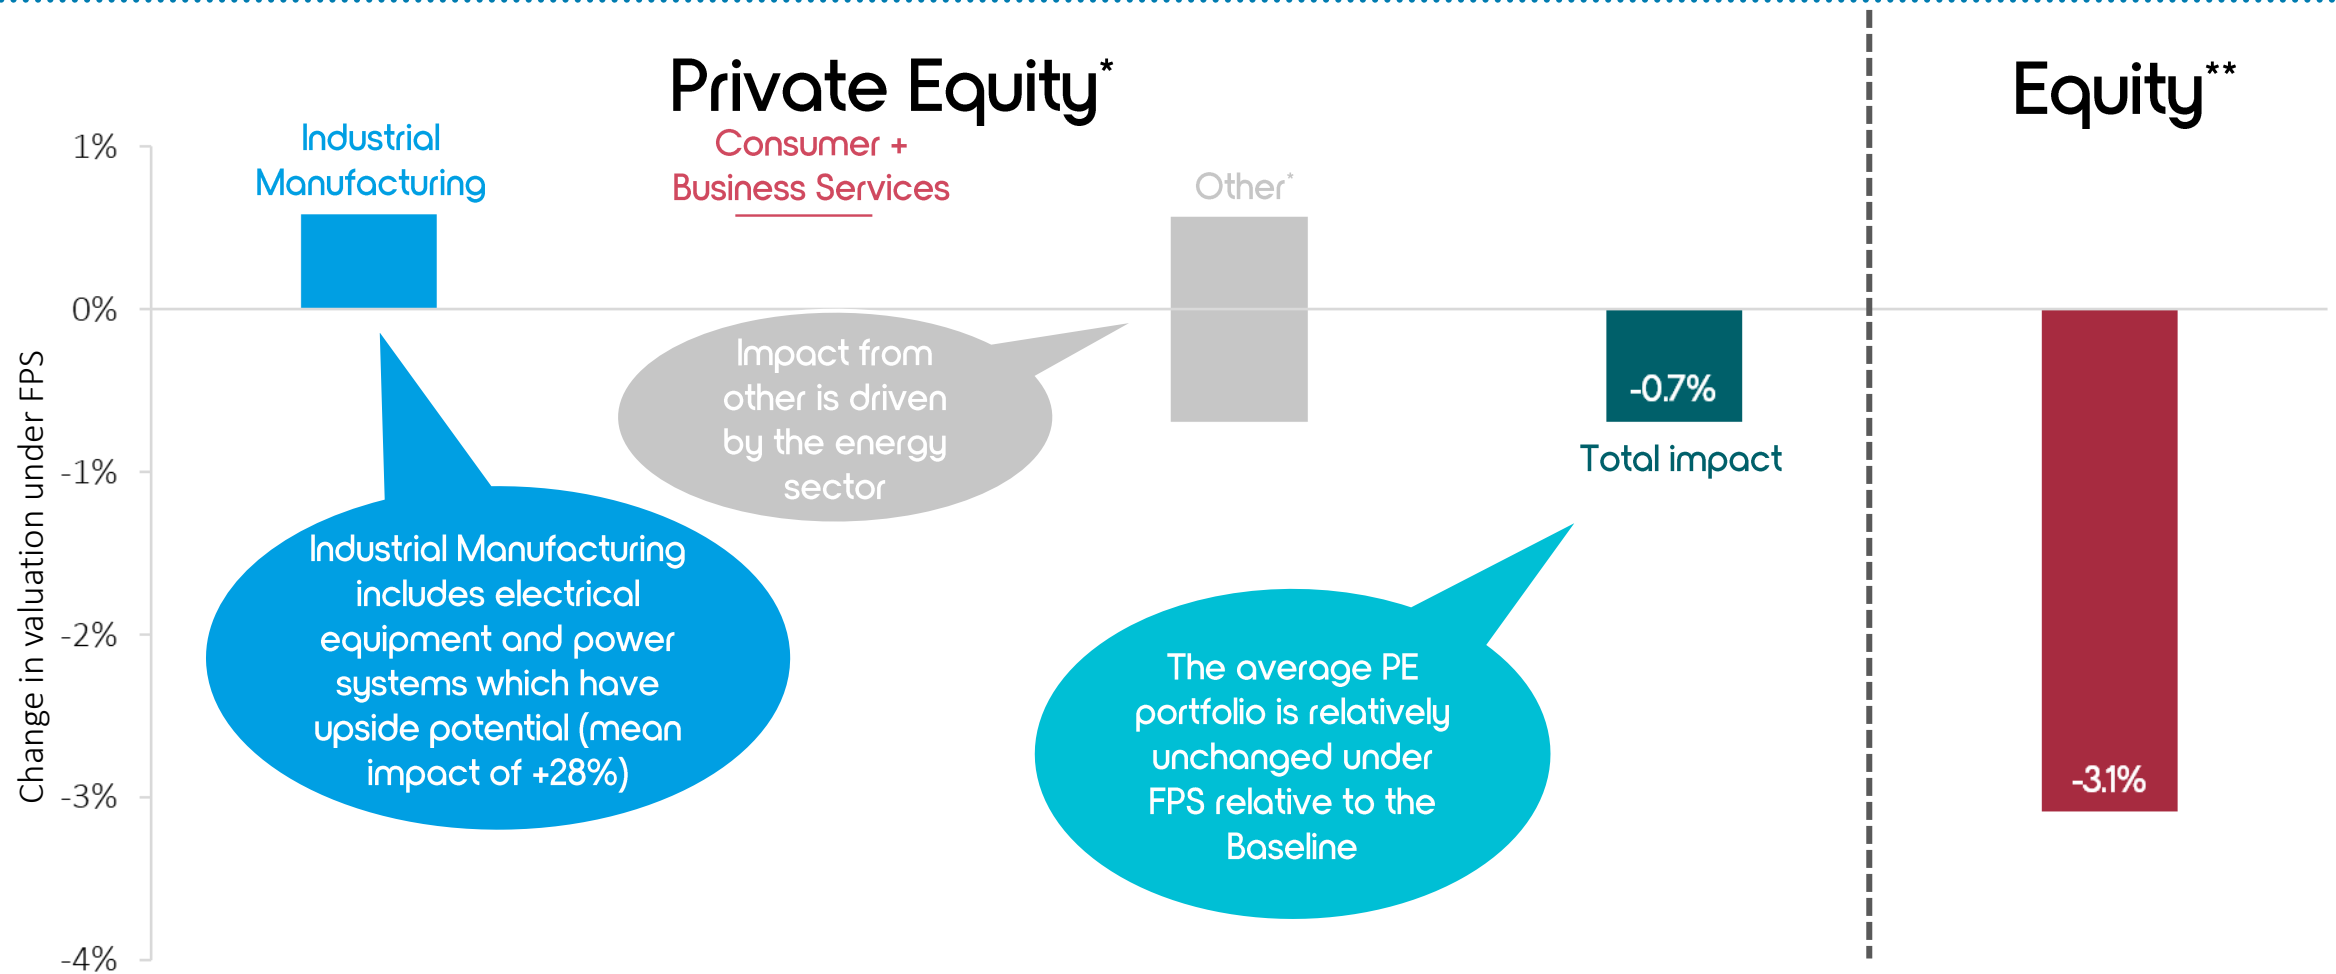 Private Equity*
Equity**
Industrial
Manufacturing
Consumer +
Business Services
Other*
1%
0%
-1%
-2%
-3%
-4%
Change in valuation under FPS
Impact from
other is driven
by the energy
sector
-0.7%
Total impact
Industrial Manufacturing
includes electrical
equipment and power
systems which have
upside potential (mean
impact of +28%)
The average PE
portfolio is relatively
unchanged under
FPS relative to the
Baseline
-3.1%